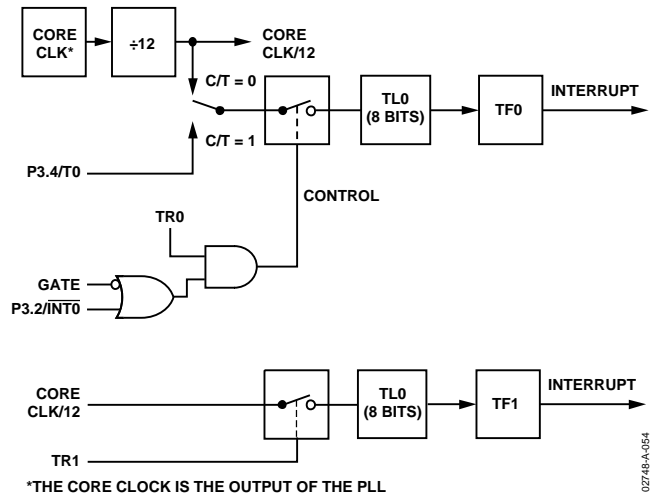 CORE
CLK*
÷12
CORE
CLK/12
C/T = 0
C/T = 1
TL0
(8 BITS)
TF0
INTERRUPT
P3.4/T0
CONTROL
TR0
GATE
P3.2/INT0
CORE
CLK/12
TL0
(8 BITS)
TF1
INTERRUPT
TR1
*THE CORE CLOCK IS THE OUTPUT OF THE PLL
02748-A-054